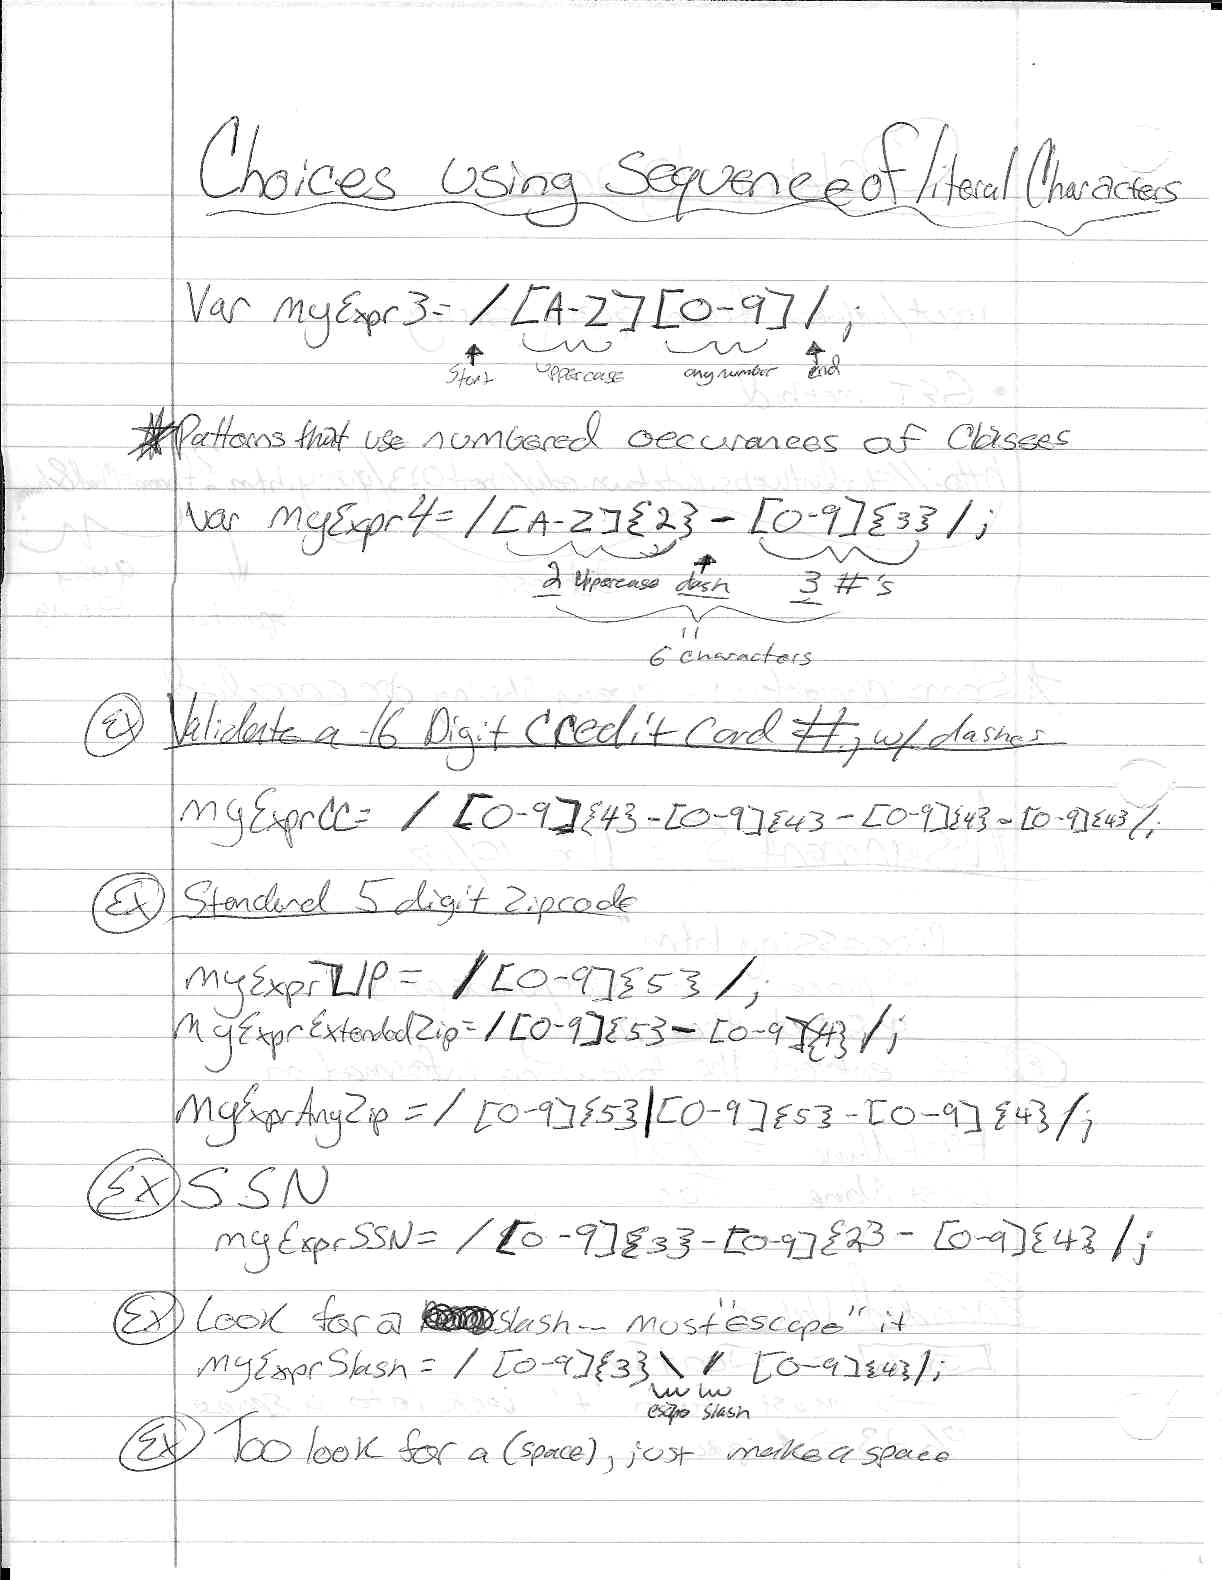 Choices using Sequence of literal Characters
Var myExpr3= /[A-Z][0-9]/;
Start uppercase any number End
*Patterns that use numbered occurances of Classes
Var myExpr4= /[A-Z]{2}-[0-9]{3}/;
2 uppercase dash 3 #'s
6 characters
Ex Validate a 16 Digit Credit Card #; w/ dashes
myExprCC= /[0-9]{4}-[0-9]{4}-[0-9]{4}-[0-9]{4}/;
Ex Standard 5 digit Zipcode
myExprZIP= /[0-9]{5}/;
myExprExtendedZip= /[0-9]{5}-[0-9]{4}/;
MyExprAnyZip = /[0-9]{5}|[0-9]{5}-[0-9]{4}/;
Ex SSN
myExprSSN= /[0-9]{3}-[0-9]{2}-[0-9]{4}/;
Ex Look for a slash - must "escape" it
myExprSlash= /[0-9]{3}\/[0-9]{4}/;
escpe slash
Ex Too look for a (space), just make a space